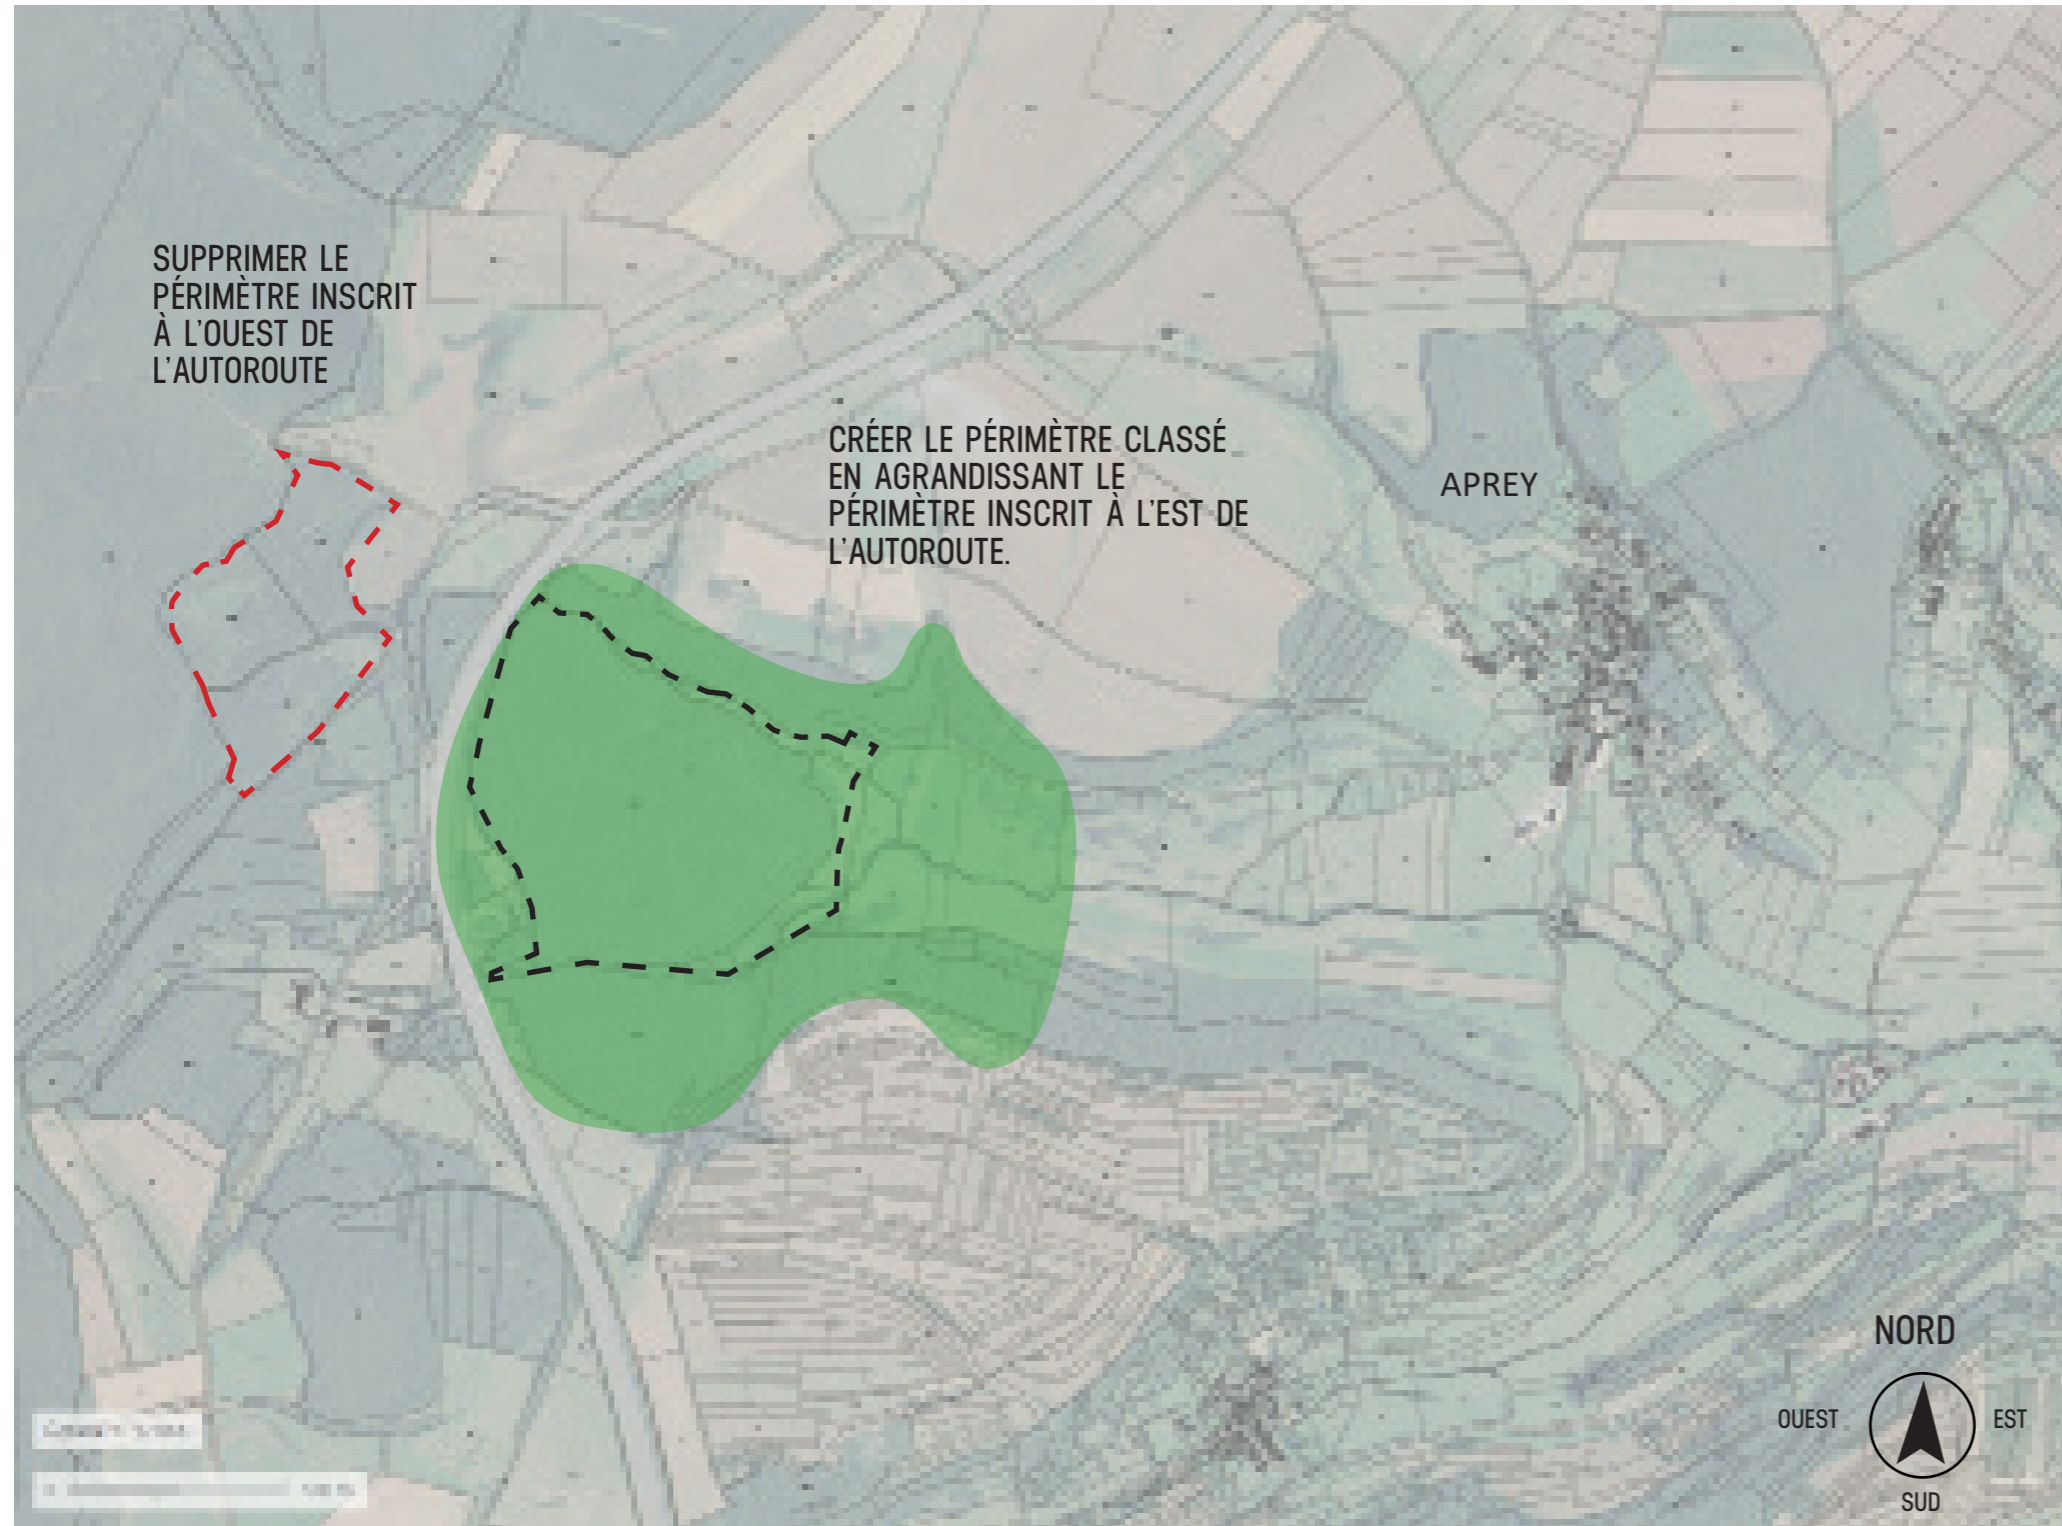 SUPPRIMER LE
PÉRIMÈTRE INSCRIT
À L'OUEST DE
L'AUTOROUTE
CRÉER LE PÉRIMÈTRE CLASSÉ
EN AGRANDISSANT LE
PÉRIMÈTRE INSCRIT À L'EST DE
L'AUTOROUTE.
APREY
NORD
OUEST
EST
SUD